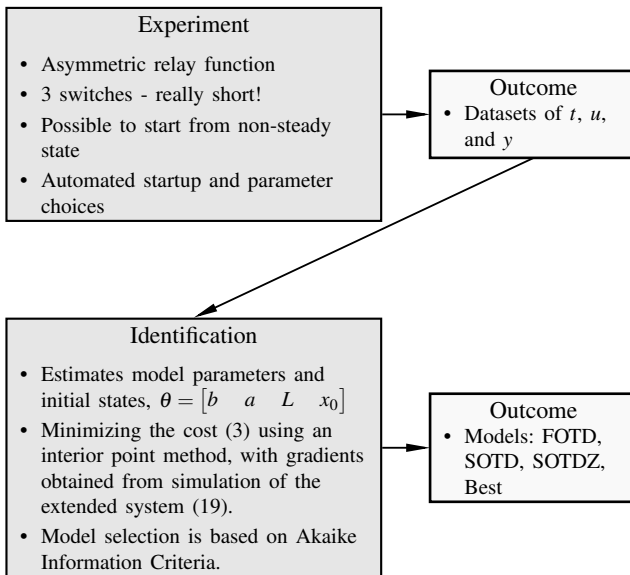 Experiment
• Asymmetric relay function
• 3 switches - really short!
• Possible to start from non-steady
state
• Automated startup and parameter
choices
Outcome
• Datasets of t, u,
and y
Identification
• Estimates model parameters and
initial states, θ = [b a L x₀]
• Minimizing the cost (3) using an
interior point method, with gradients
obtained from simulation of the
extended system (19).
• Model selection is based on Akaike
Information Criteria.
Outcome
• Models: FOTD,
SOTD, SOTDZ,
Best